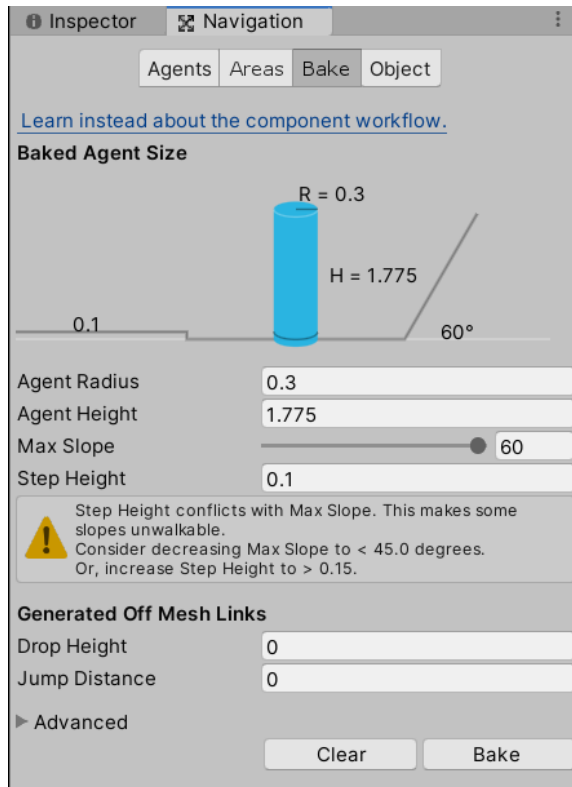 Inspector
Navigation
Agents Areas Bake Object
Learn instead about the component workflow.
Baked Agent Size
R = 0.3
H = 1.775
0.1
60°
Agent Radius 0.3
Agent Height 1.775
Max Slope 60
Step Height 0.1
Step Height conflicts with Max Slope. This makes some
slopes unwalkable.
Consider decreasing Max Slope to < 45.0 degrees.
Or, increase Step Height to > 0.15.
Generated Off Mesh Links
Drop Height 0
Jump Distance 0
Advanced
Clear Bake